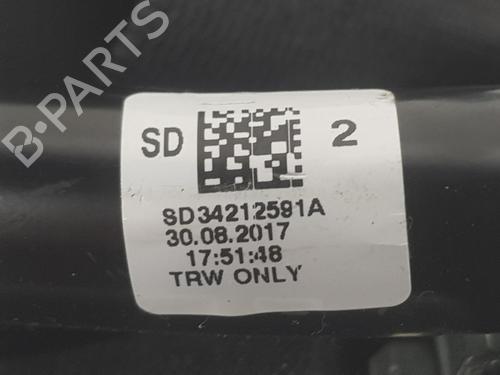 B-PARTS
SD 2
SD34212591A
30.08.2017
17:51:48
TRW ONLY